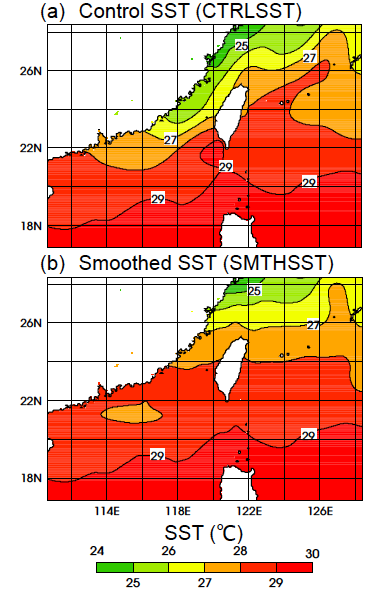 (a) Control SST (CTRLSST)
25
27
26N
27
22N
29
29
29
18N
(b) Smoothed SST (SMTHSST)
25
26N
27
22N
29
29
18N
114E 118E 122E 126E
SST (℃)
24 26 28 30
25 27 29